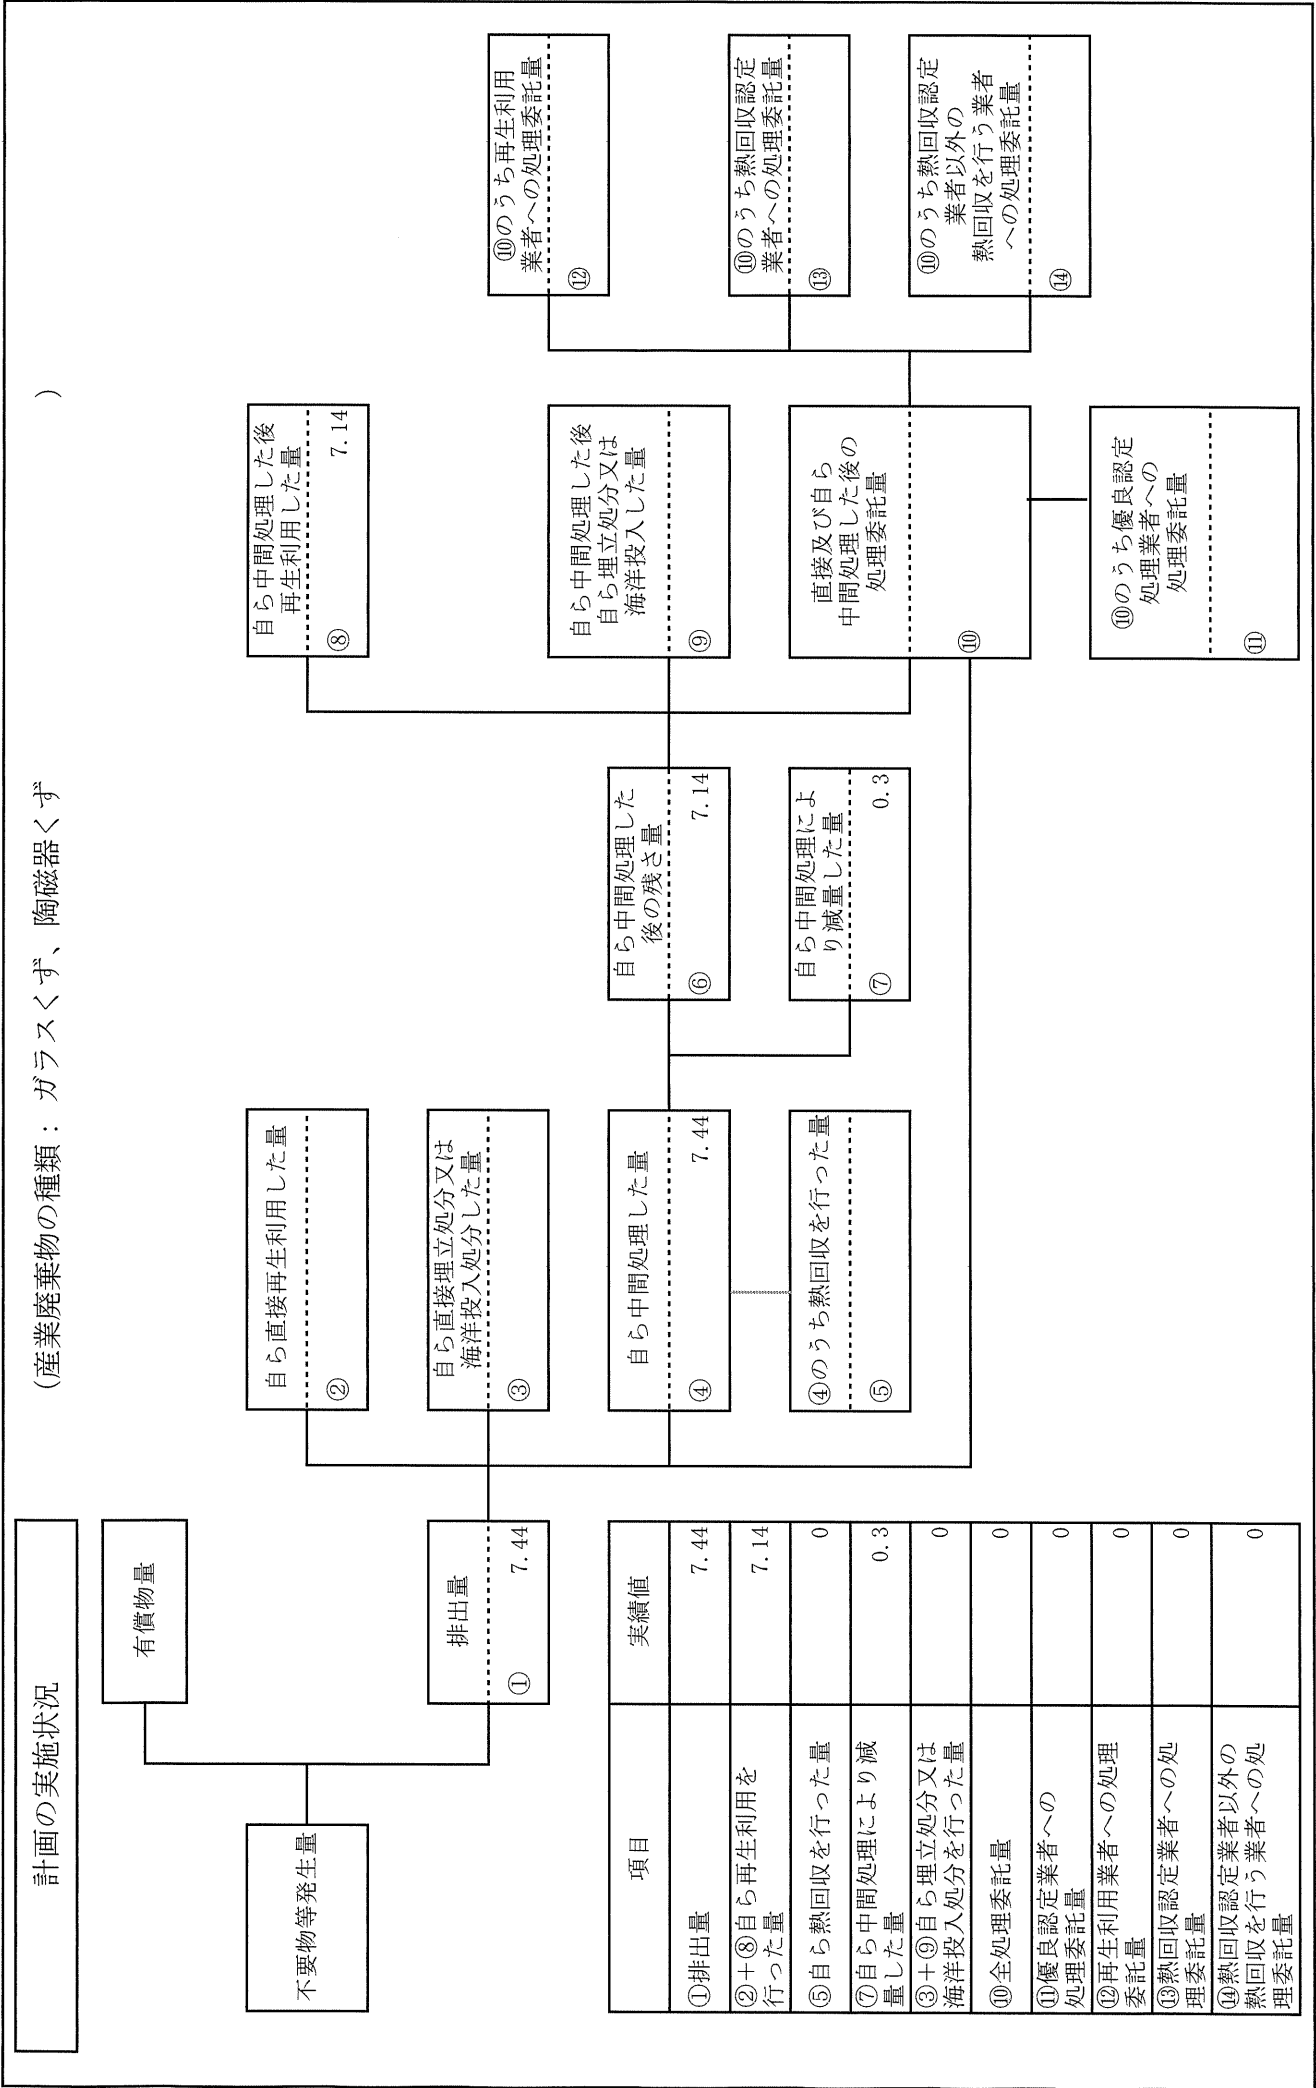 計画の実施状況
(産業廃棄物の種類：ガラスくず、陶磁器くず )
有償物量
不要物等発生量
排出量
① 7.44
自ら直接再生利用した量
②
自ら直接埋立処分又は
海洋投入処分した量
③
自ら中間処理した量
④ 7.44
④のうち熱回収を行った量
⑤
自ら中間処理した
後の残さ量
⑥ 7.14
自ら中間処理によ
り減量した量
⑦ 0.3
自ら中間処理した後
再生利用した量
⑧ 7.14
自ら中間処理した後
自ら埋立処分又は
海洋投入した量
⑨
直接及び自ら
中間処理した後の
処理委託量
⑩
⑩のうち優良認定
処理業者への
処理委託量
⑪
⑩のうち再生利用
業者への処理委託量
⑫
⑩のうち熱回収認定
業者への処理委託量
⑬
⑩のうち熱回収認定
業者以外の
熱回収を行う業者
への処理委託量
⑭
項目 実績値
①排出量 7.44
②+⑧自ら再生利用を 7.14
行った量
⑤自ら熱回収を行った量 0
⑦自ら中間処理により減 0.3
量した量
③+⑨自ら埋立処分又は 0
海洋投入処分を行った量
⑩全処理委託量 0
⑪優良認定業者への 0
処理委託量
⑫再生利用業者への処理 0
委託量
⑬熱回収認定業者への処 0
理委託量
⑭熱回収認定業者以外の 0
熱回収を行う業者への処
理委託量